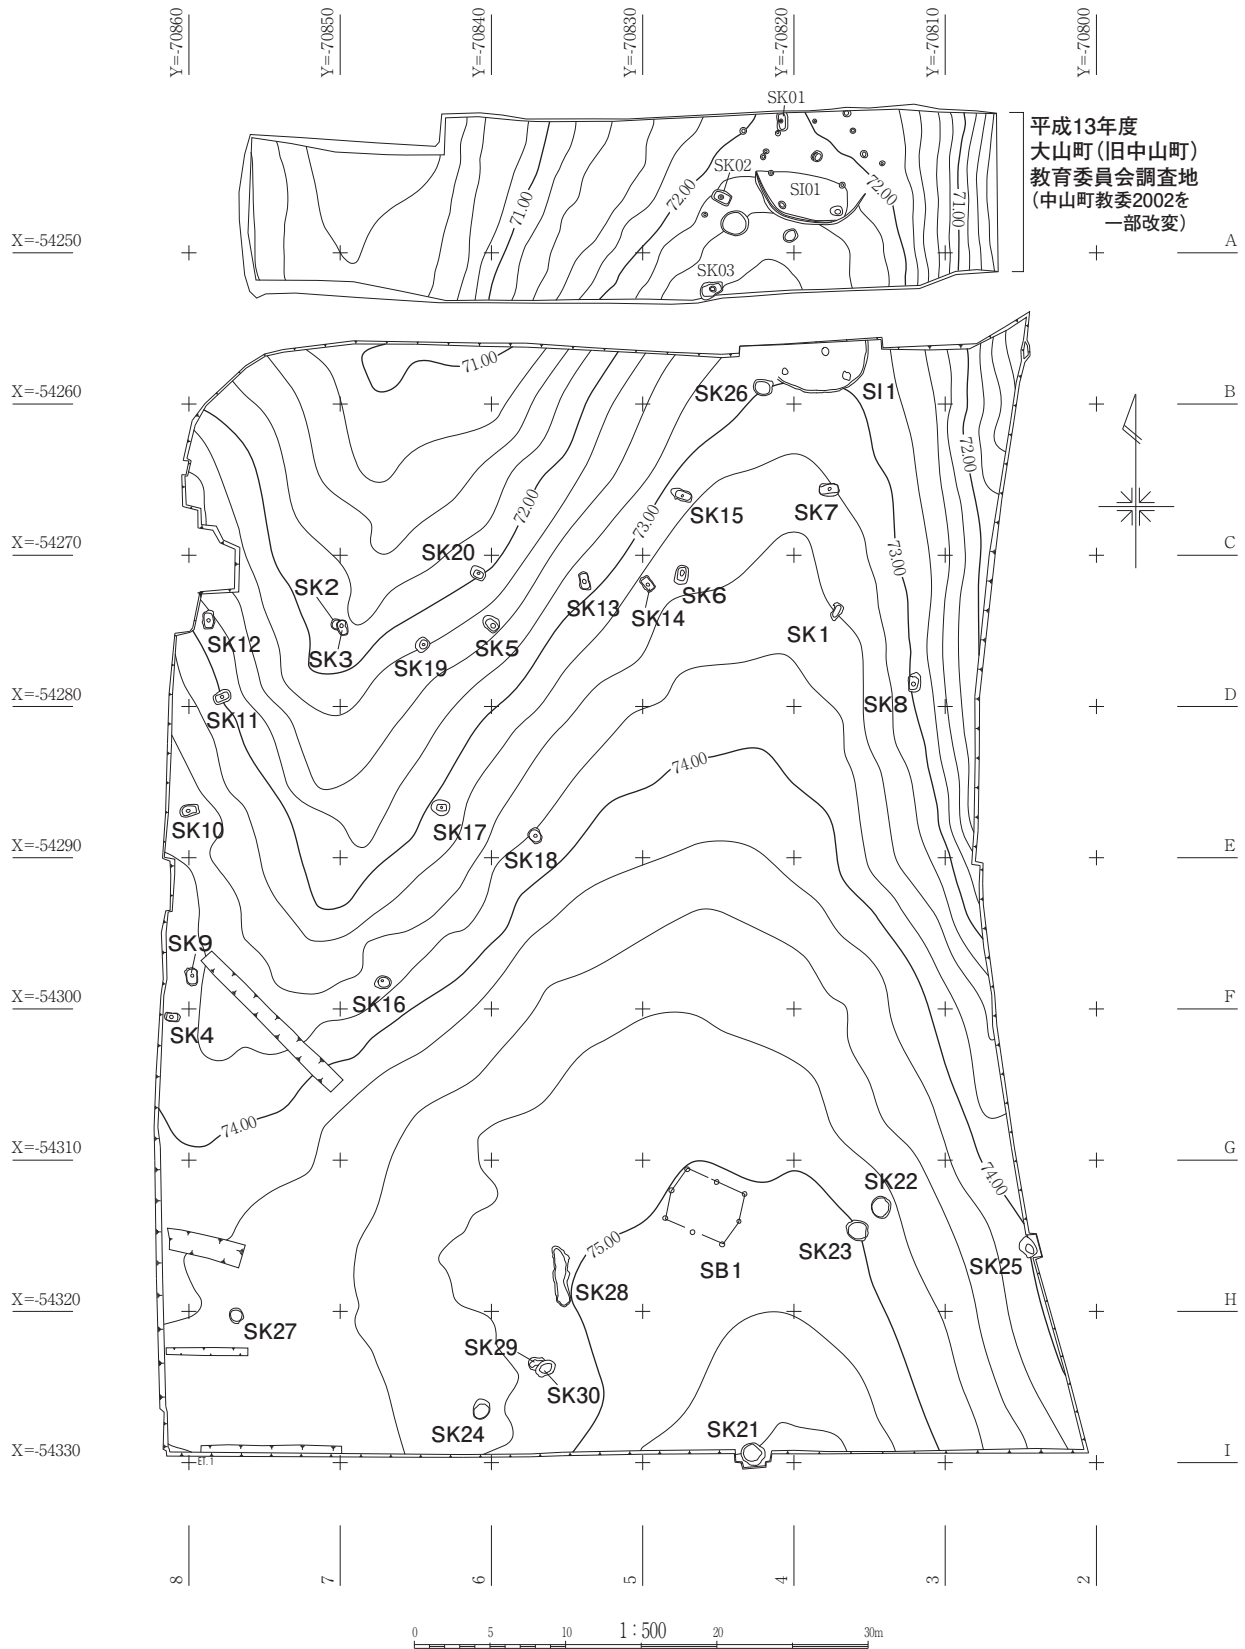 Y=-70860
Y=-70850
Y=-70840
Y=-70830
Y=-70820
Y=-70810
Y=-70800
SK01
平成13年度
大山町(旧中山町)
教育委員会調査地
(中山町教委2002を
一部改変)
SK02
SI01
72.00
72.00
71.00
71.00
X=-54250
A
SK03
71.00
SK26
SI1
X=-54260
B
72.00
72.00
SK15
SK7
73.00
73.00
X=-54270
C
SK20
SK2
SK13
SK6
SK14
SK1
SK12
SK3
SK19
SK5
X=-54280
D
SK11
SK8
74.00
SK10
SK17
SK18
X=-54290
E
SK9
X=-54300
F
SK4
SK16
74.00
X=-54310
G
74.00
SK22
SK23
SK25
75.00
SB1
SK28
X=-54320
H
SK27
SK29
SK30
SK24
SK21
X=-54330
I
ET.1
8
7
6
5
4
3
2
1:500
0 5 10 20 30m